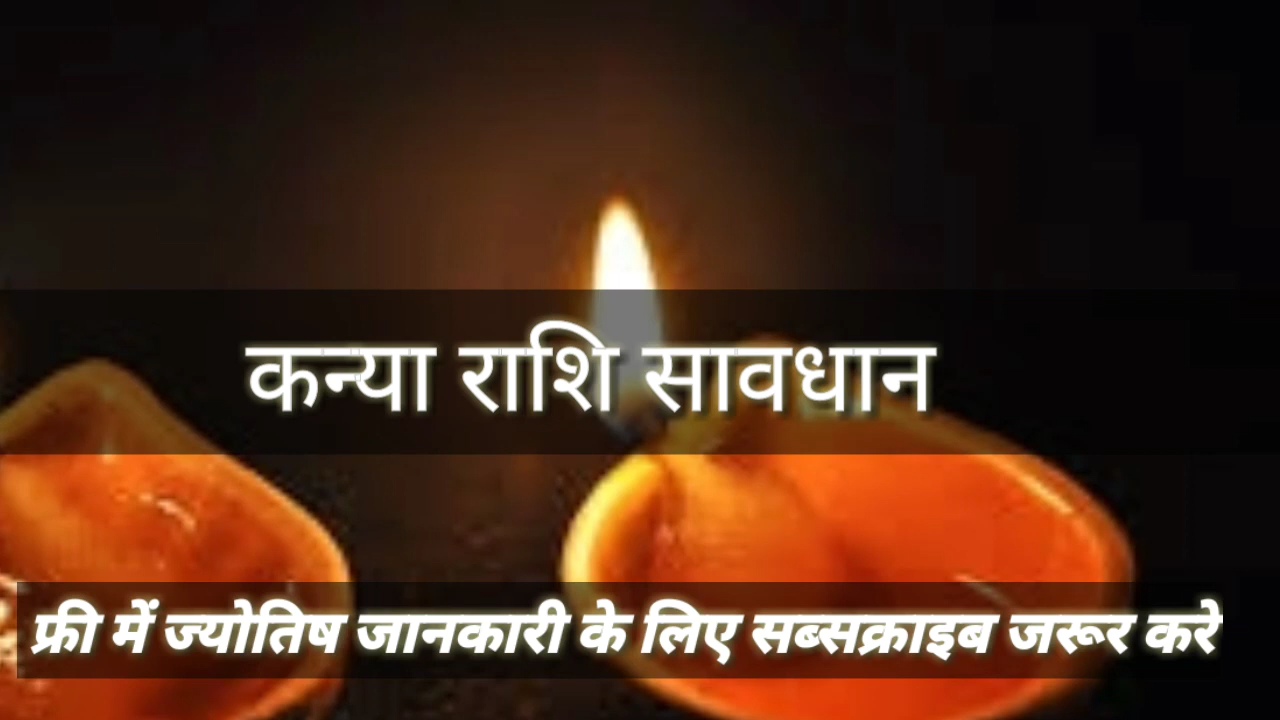 कन्या राशि सावधान
फ्री में ज्योतिष जानकारी के लिए सब्सक्राइब जरूर करे